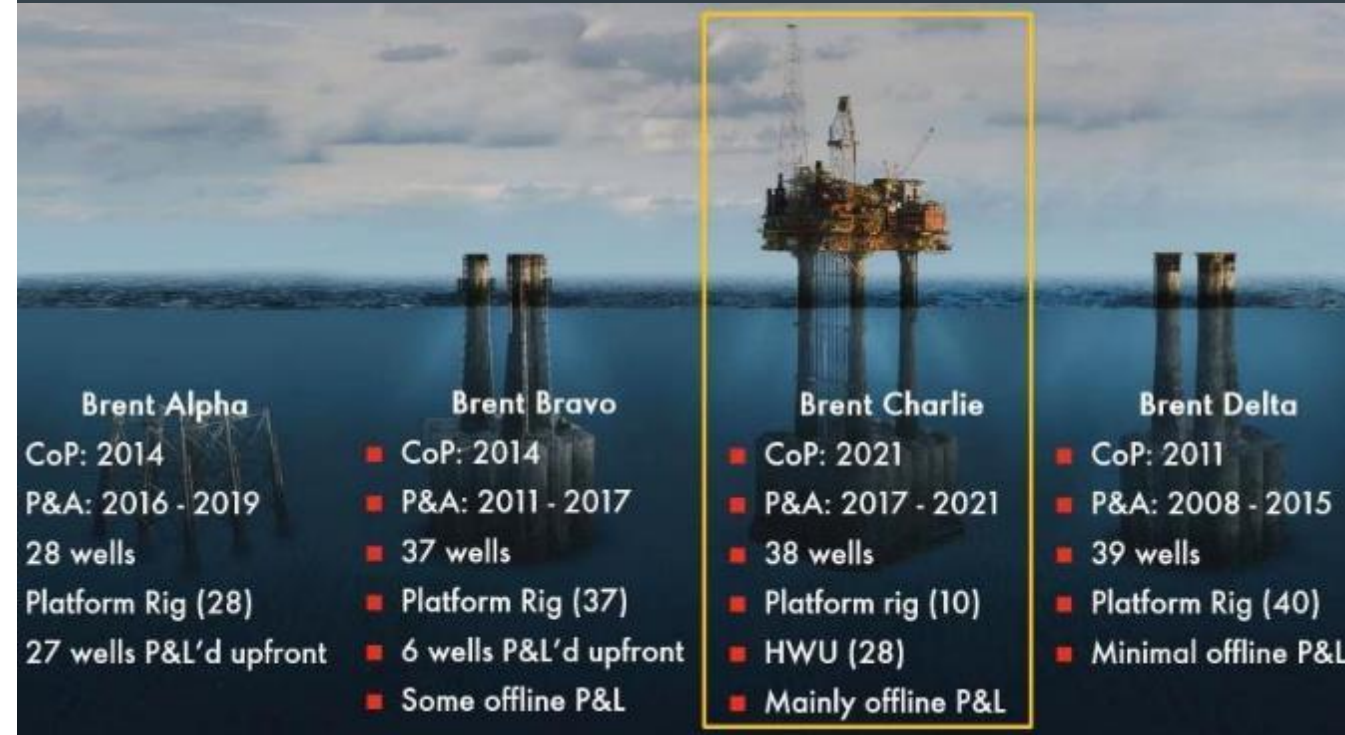 Brent Alpha
CoP: 2014
P&A: 2016 - 2019
28 wells
Platform Rig (28)
27 wells P&L'd upfront
Brent Bravo
CoP: 2014
P&A: 2011 - 2017
37 wells
Platform Rig (37)
6 wells P&L'd upfront
Some offline P&L
Brent Charlie
CoP: 2021
P&A: 2017 - 2021
38 wells
Platform rig (10)
HWU (28)
Mainly offline P&L
Brent Delta
CoP: 2011
P&A: 2008 - 2015
39 wells
Platform Rig (40)
Minimal offline P&L